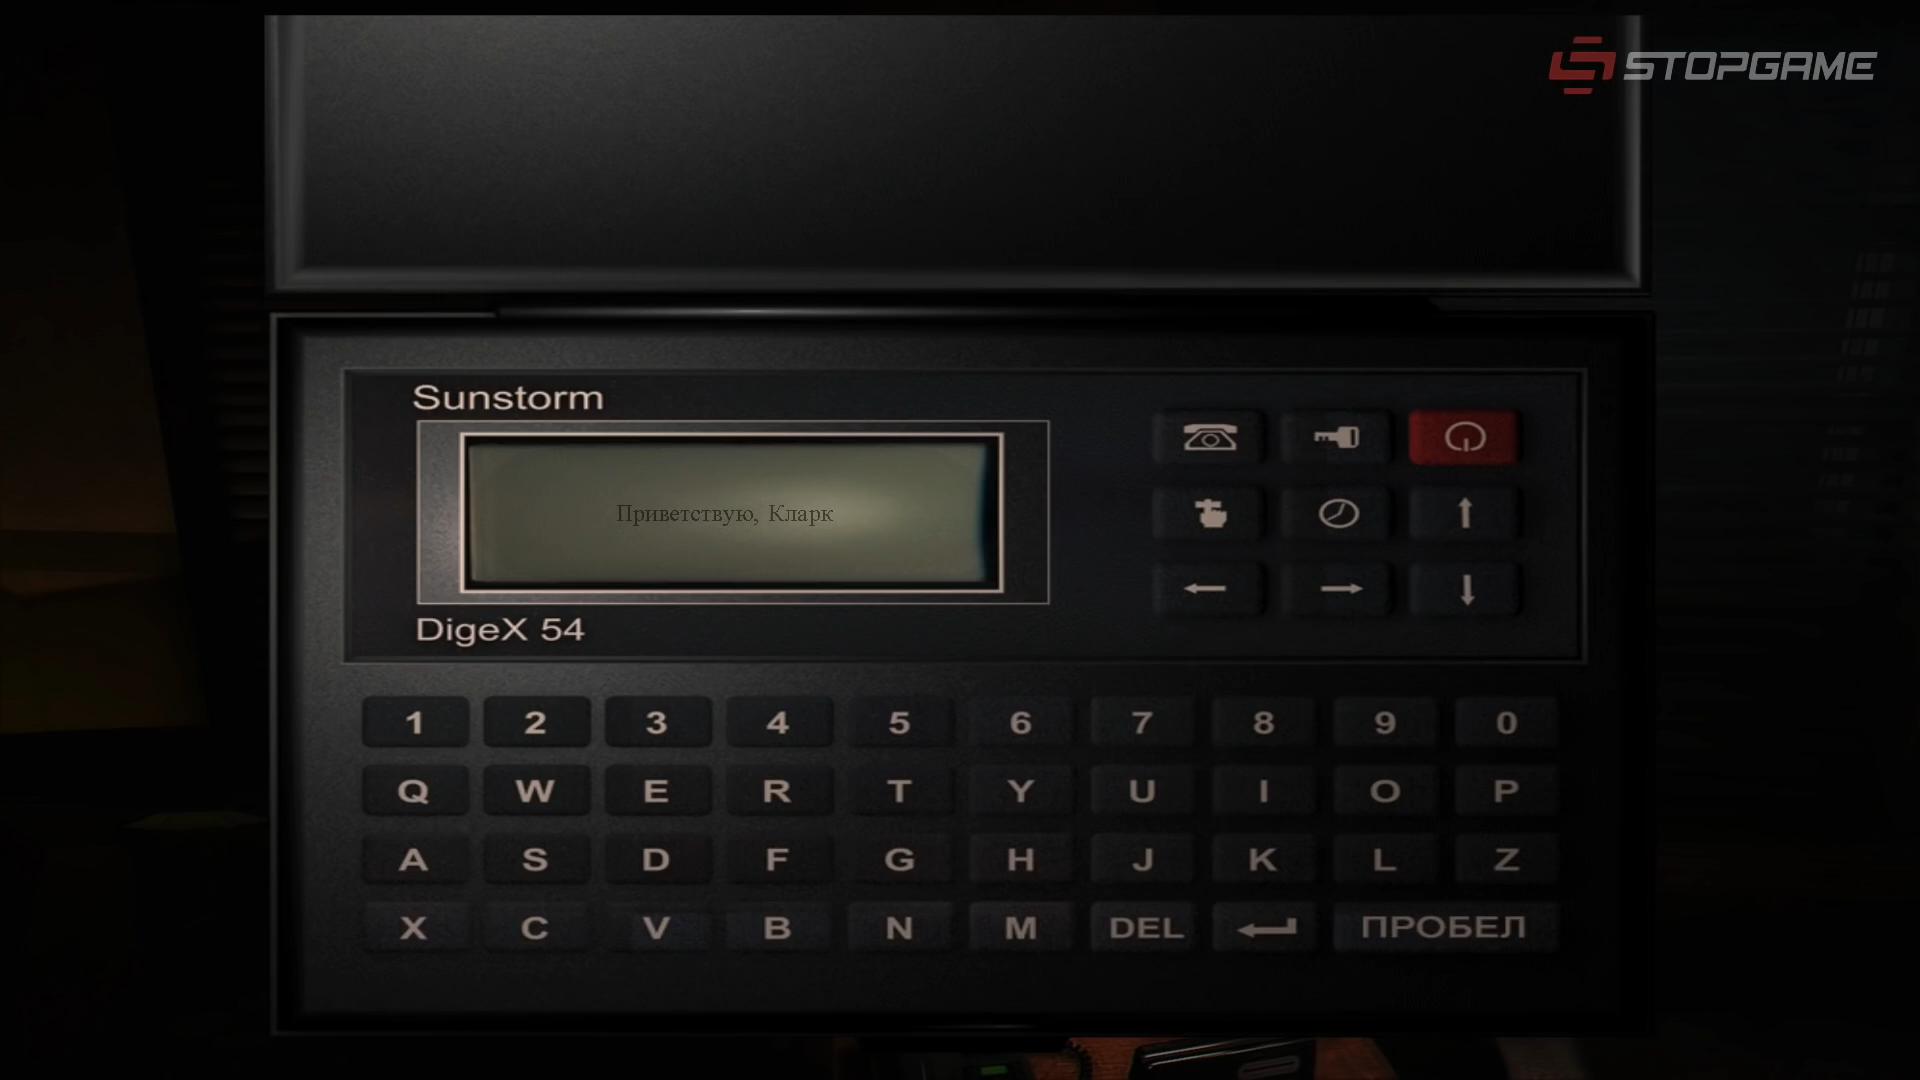 STOPGAME
Sunstorm
Приветствую, Кларк
DigeX 54
1 2 3 4 5 6 7 8 9 0
Q W E R T Y U I O P
A S D F G H J K L Z
X C V B N M DEL ПРОБЕЛ